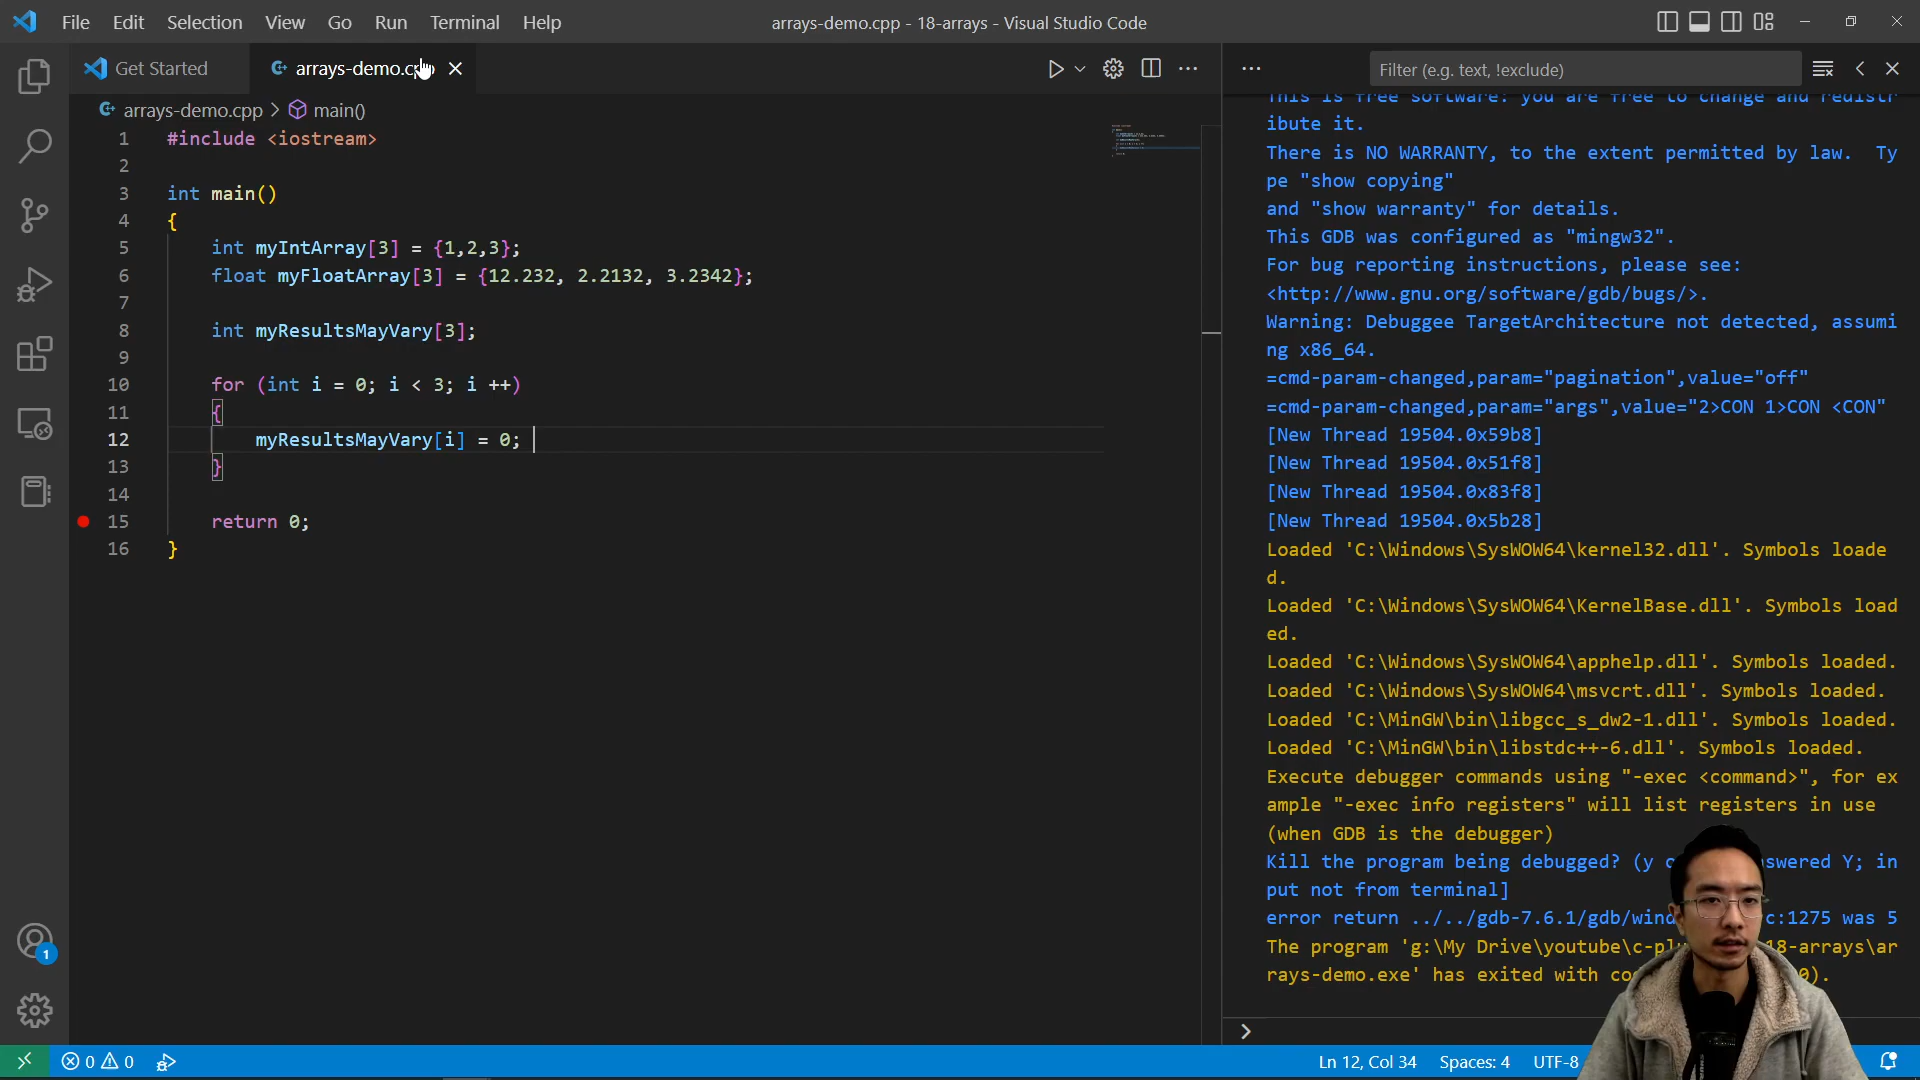 File Edit Selection View Go Run Terminal Help
arrays-demo.cpp - 18-arrays - Visual Studio Code
Get Started
arrays-demo.cpp
arrays-demo.cpp > main()
1 #include <iostream>
2
3 int main()
4 {
5 int myIntArray[3] = {1,2,3};
6 float myFloatArray[3] = {12.232, 2.2132, 3.2342};
7
8 int myResultsMayVary[3];
9
10 for (int i = 0; i < 3; i ++)
11 {
12 myResultsMayVary[i] = 0;
13 }
14
15 return 0;
16 }
Filter (e.g. text, !exclude)
This is free software: you are free to change and redistr
ibute it.
There is NO WARRANTY, to the extent permitted by law.  Ty
pe "show copying"
and "show warranty" for details.
This GDB was configured as "mingw32".
For bug reporting instructions, please see:
<http://www.gnu.org/software/gdb/bugs/>.
Warning: Debuggee TargetArchitecture not detected, assumi
ng x86_64.
=cmd-param-changed,param="pagination",value="off"
=cmd-param-changed,param="args",value="2>CON 1>CON <CON"
[New Thread 19504.0x59b8]
[New Thread 19504.0x51f8]
[New Thread 19504.0x83f8]
[New Thread 19504.0x5b28]
Loaded 'C:\Windows\SysWOW64\kernel32.dll'. Symbols loade
d.
Loaded 'C:\Windows\SysWOW64\KernelBase.dll'. Symbols load
ed.
Loaded 'C:\Windows\SysWOW64\apphelp.dll'. Symbols loaded.
Loaded 'C:\Windows\SysWOW64\msvcrt.dll'. Symbols loaded.
Loaded 'C:\MinGW\bin\libgcc_s_dw2-1.dll'. Symbols loaded.
Loaded 'C:\MinGW\bin\libstdc++-6.dll'. Symbols loaded.
Execute debugger commands using "-exec <command>", for ex
ample "-exec info registers" will list registers in use
(when GDB is the debugger)
Kill the program being debugged? (y o swered Y; in
put not from terminal]
error return ../../gdb-7.6.1/gdb/wind c:1275 was 5
The program 'g:\My Drive\youtube\c-pl 18-arrays\ar
rays-demo.exe' has exited with co 0).
1
0 0
Ln 12, Col 34 Spaces: 4 UTF-8